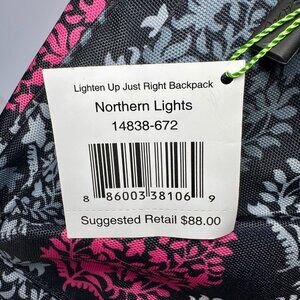 Lighten Up Just Right Backpack
Northern Lights
14838-672
8 86003 38106 9
Suggested Retail $88.00